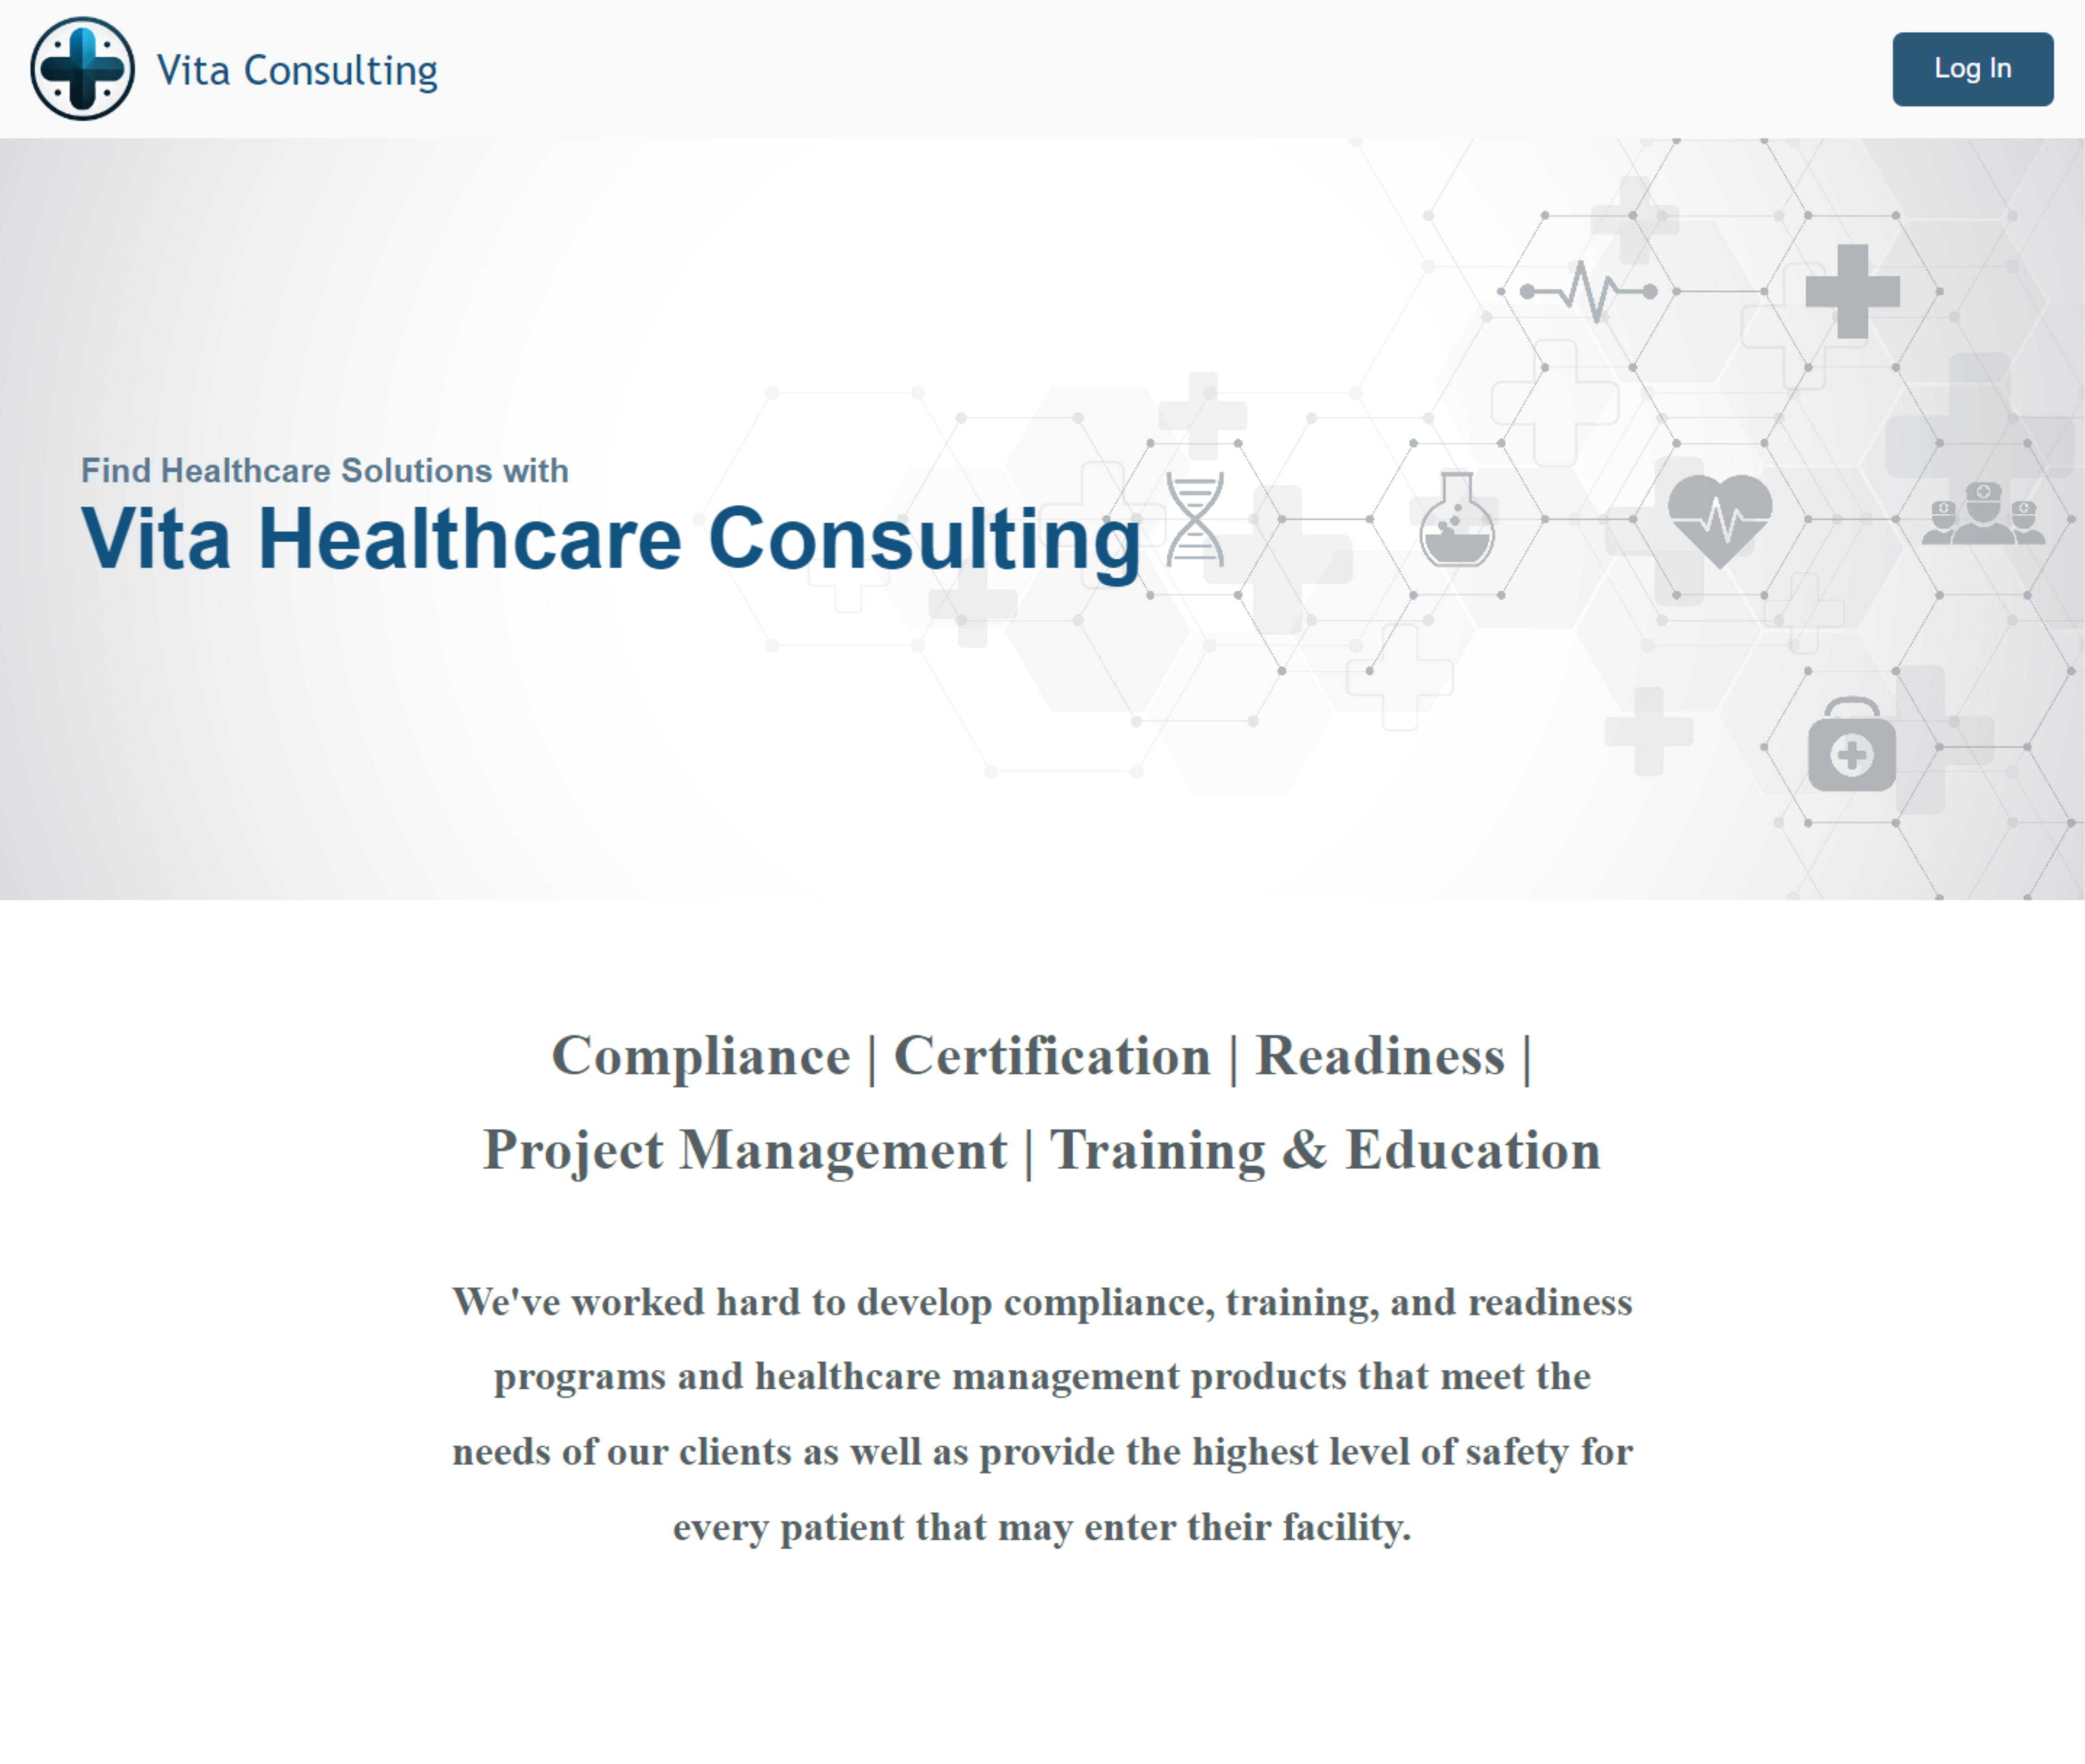 Vita Consulting
Log In
Find Healthcare Solutions with
Vita Healthcare Consulting
Compliance | Certification | Readiness |
Project Management | Training & Education
We've worked hard to develop compliance, training, and readiness
programs and healthcare management products that meet the
needs of our clients as well as provide the highest level of safety for
every patient that may enter their facility.